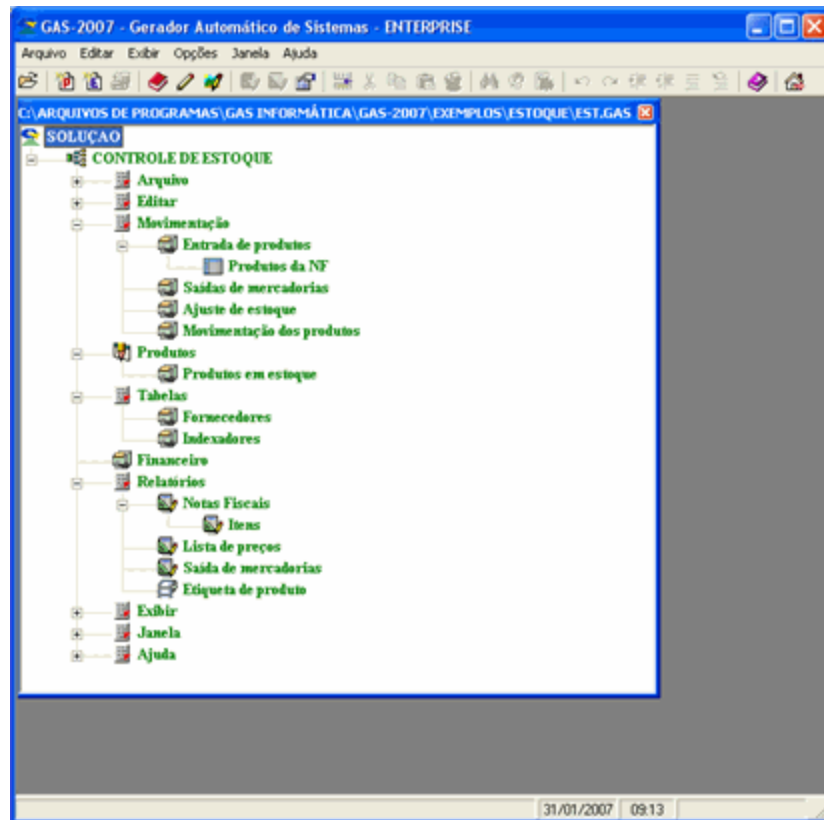 GAS-2007 - Gerador Automático de Sistemas - ENTERPRISE
Arquivo Editar Exibir Opções Janela Ajuda
C:\ARQUIVOS DE PROGRAMAS\GAS INFORMÁTICA\GAS-2007\EXEMPLOS\ESTOQUE\EST.GAS
SOLUÇAO
CONTROLE DE ESTOQUE
Arquivo
Editar
Movimentação
Entrada de produtos
Produtos da NF
Saídas de mercadorias
Ajuste de estoque
Movimentação dos produtos
Produtos
Produtos em estoque
Tabelas
Fornecedores
Indexadores
Financeiro
Relatórios
Notas Fiscais
Itens
Lista de preços
Saída de mercadorias
Etiqueta de produto
Exibir
Janela
Ajuda
31/01/2007 09:13